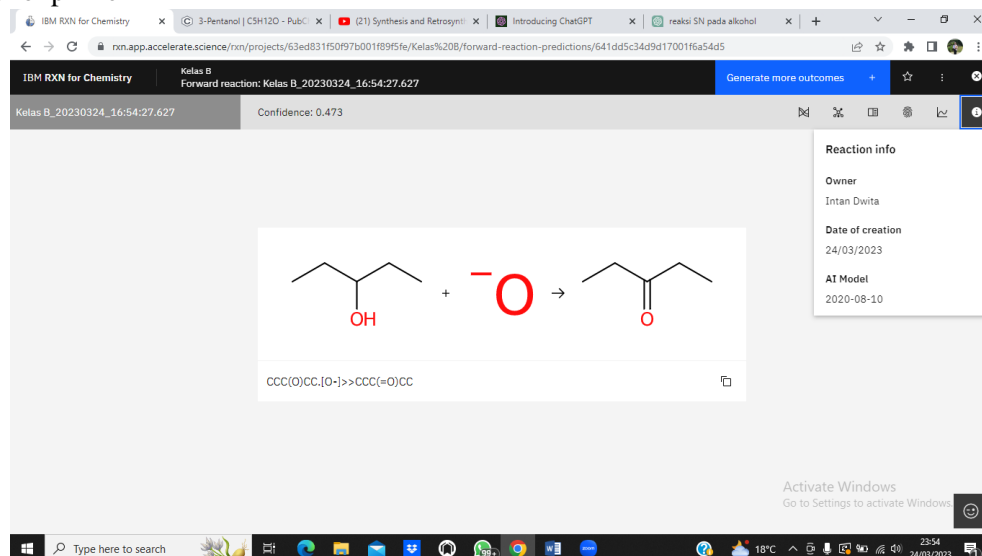 IBM RXN for Chemistry
3-Pentanol | C5H12O - PubC
(21) Synthesis and Retrosynth
Introducing ChatGPT
reaksi SN pada alkohol
rxn.app.accelerate.science/rxn/projects/63ed831f50f97b001f89f5fe/Kelas%20B/forward-reaction-predictions/641dd5c34d9d17001f6a54d5
IBM RXN for Chemistry
Kelas B
Forward reaction: Kelas B_20230324_16:54:27.627
Generate more outcomes +
Kelas B_20230324_16:54:27.627
Confidence: 0.473
Reaction info
Owner
Intan Dwita
Date of creation
24/03/2023
AI Model
2020-08-10
OH + −O → O
CCC(O)CC.[O-]>>CCC(=O)CC
Activate Windows
Go to Settings to activate Windows.
Type here to search
99+
18°C
23:54
24/03/2023